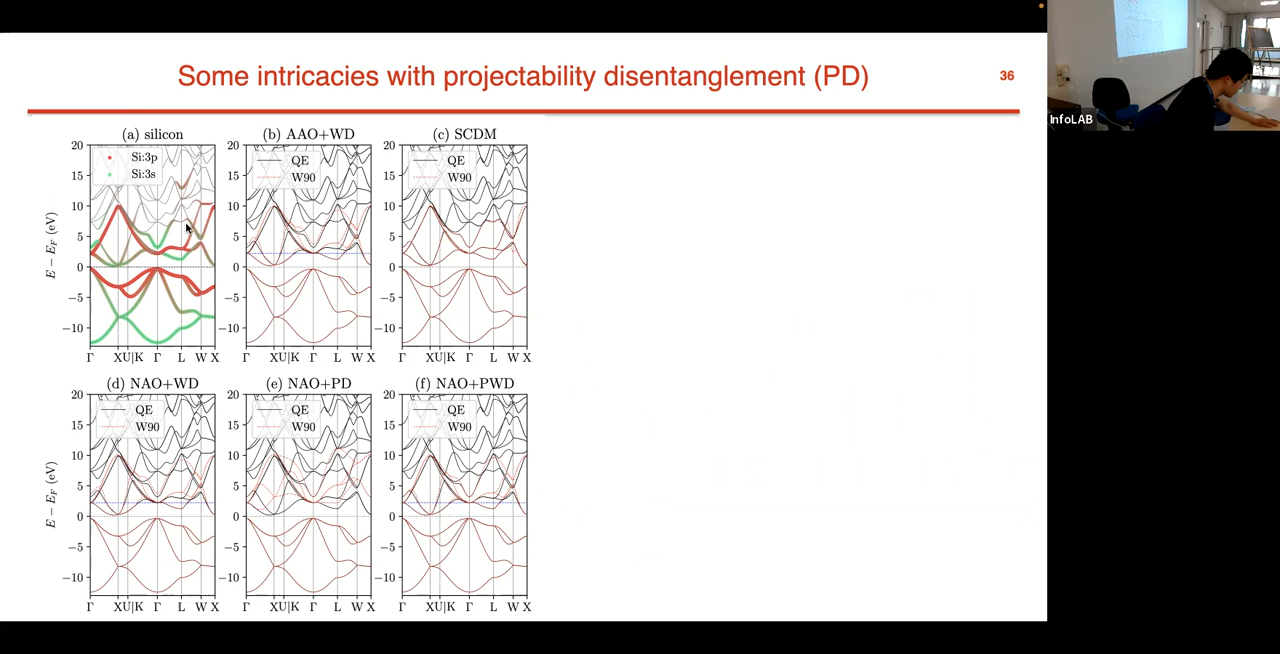 Some intricacies with projectability disentanglement (PD)
36
InfoLAB
(a) silicon
(b) AAO+WD
(c) SCDM
20
15
10
5
0
−5
−10
E − E_F (eV)
Si:3p
Si:3s
Γ XU|K Γ L W X
20
15
10
5
0
−5
−10
QE
W90
Γ XU|K Γ L W X
20
15
10
5
0
−5
−10
QE
W90
Γ XU|K Γ L W X
(d) NAO+WD
(e) NAO+PD
(f) NAO+PWD
20
15
10
5
0
−5
−10
E − E_F (eV)
QE
W90
Γ XU|K Γ L W X
20
15
10
5
0
−5
−10
QE
W90
Γ XU|K Γ L W X
20
15
10
5
0
−5
−10
QE
W90
Γ XU|K Γ L W X